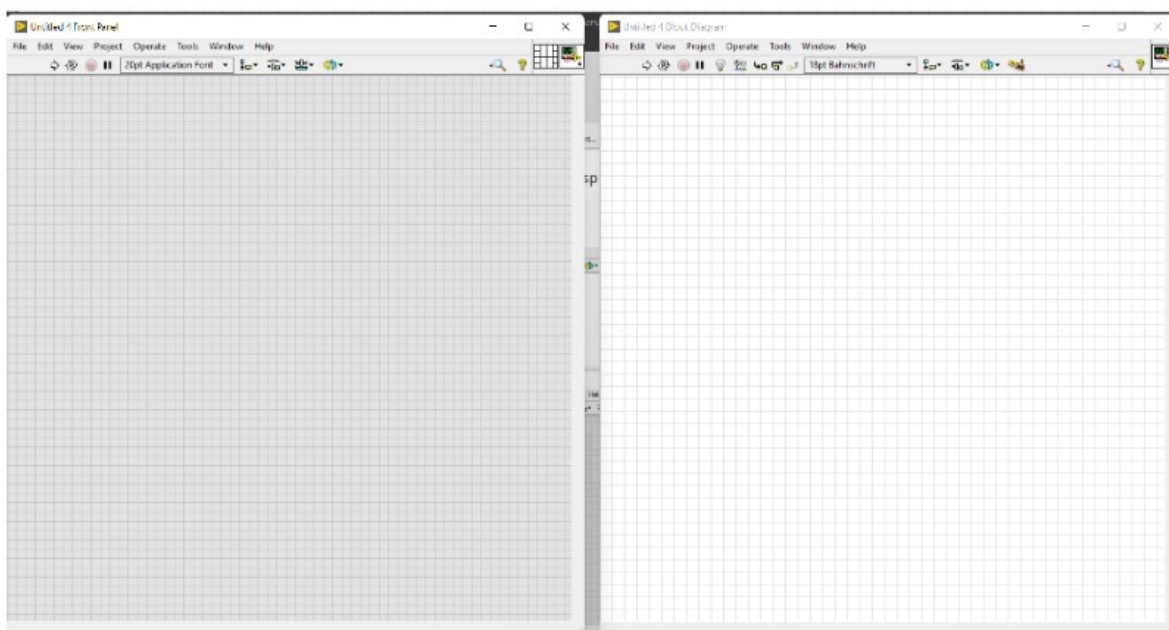 Untitled 4 Front Panel
File Edit View Project Operate Tools Window Help
20pt Application Font
Untitled 4 Block Diagram
File Edit View Project Operate Tools Window Help
18pt Bahnschrift
sp